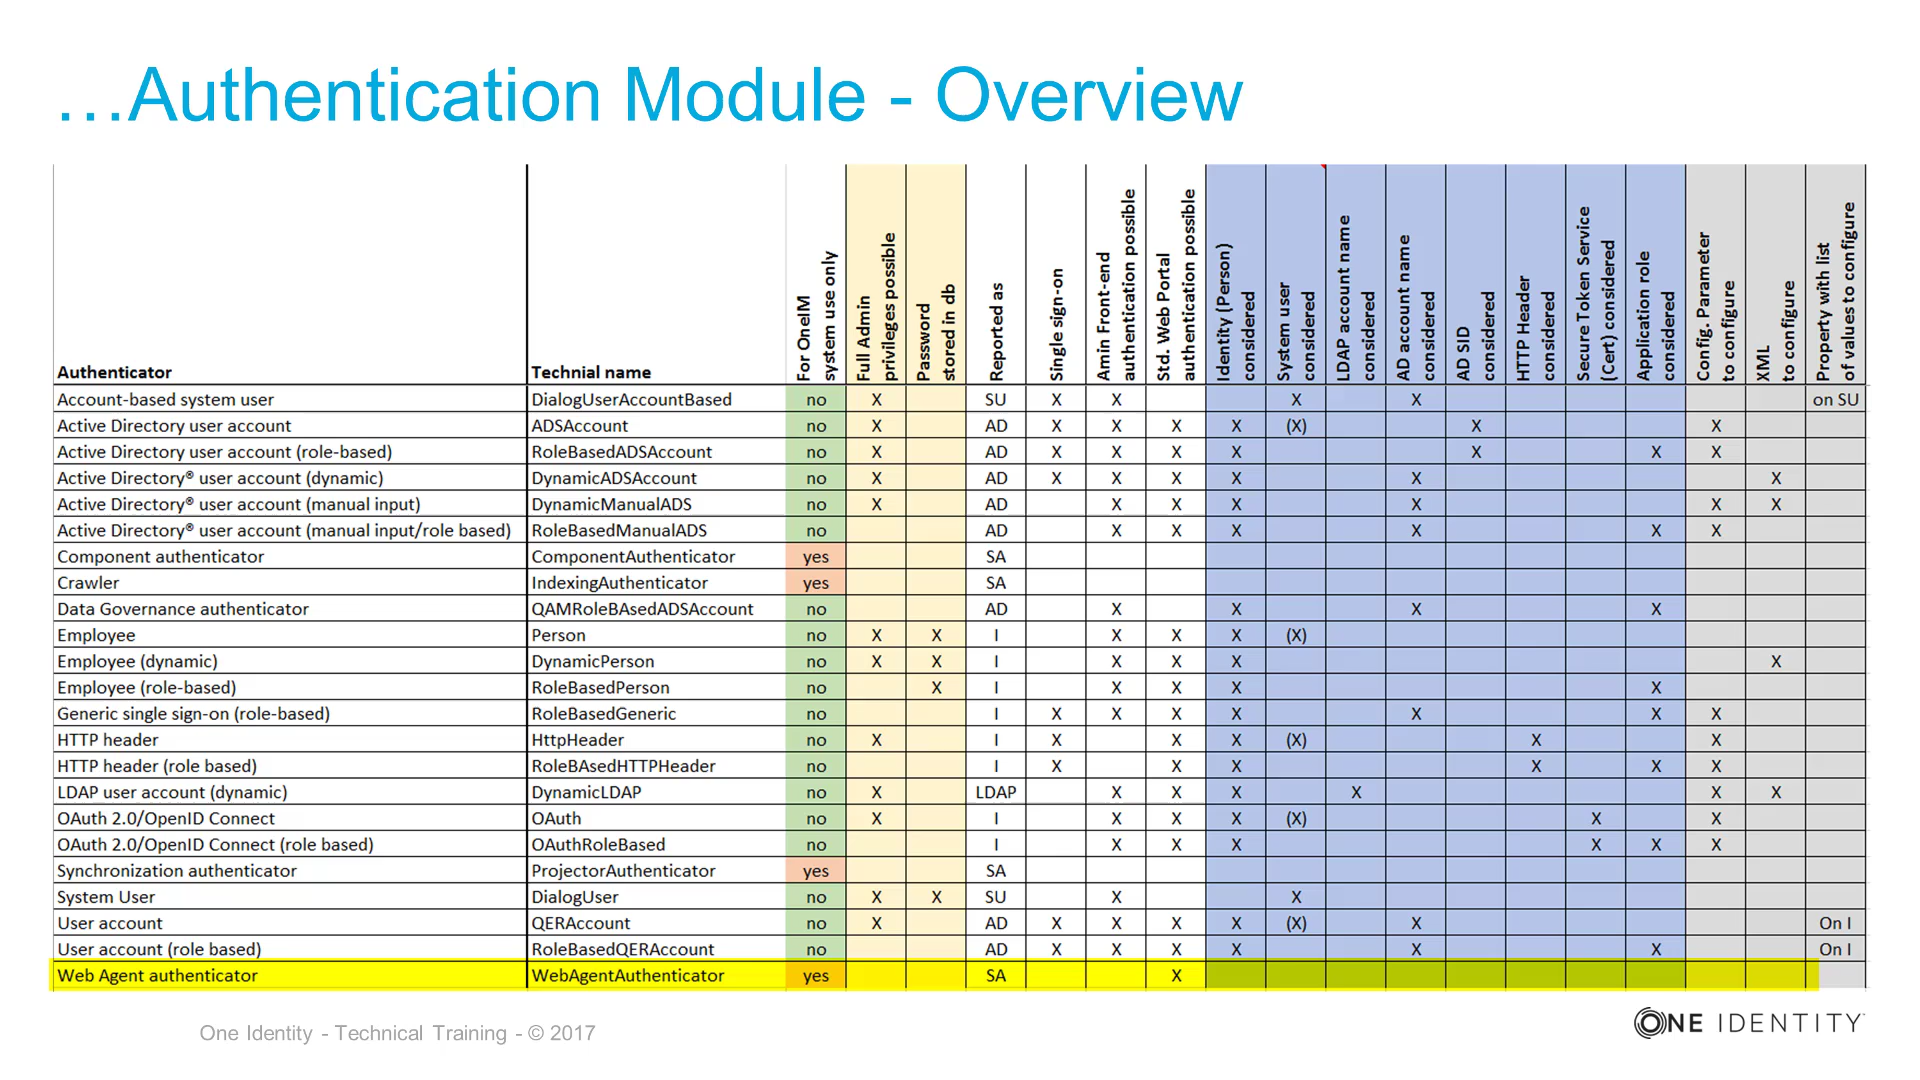 …Authentication Module - Overview
Authenticator
Technial name
For OneIM
system use only
Full Admin
privileges possible
Password
stored in db
Reported as
Single sign-on
Amin Front-end
authentication possible
Std. Web Portal
authentication possible
Identity (Person)
considered
System user
considered
LDAP account name
considered
AD account name
considered
AD SID
considered
HTTP Header
considered
Secure Token Service
(Cert) considered
Application role
considered
Config. Parameter
to configure
XML
to configure
Property with list
of values to configure
Account-based system user DialogUserAccountBased no X SU X X X X on SU
Active Directory user account ADSAccount no X AD X X X X (X) X X
Active Directory user account (role-based) RoleBasedADSAccount no X AD X X X X X X X
Active Directory® user account (dynamic) DynamicADSAccount no X AD X X X X X X
Active Directory® user account (manual input) DynamicManualADS no X AD X X X X X X
Active Directory® user account (manual input/role based) RoleBasedManualADS no AD X X X X X X
Component authenticator ComponentAuthenticator yes SA
Crawler IndexingAuthenticator yes SA
Data Governance authenticator QAMRoleBAsedADSAccount no AD X X X X
Employee Person no X X I X X X (X)
Employee (dynamic) DynamicPerson no X X I X X X X
Employee (role-based) RoleBasedPerson no X I X X X X
Generic single sign-on (role-based) RoleBasedGeneric no I X X X X X X X
HTTP header HttpHeader no X I X X X (X) X X
HTTP header (role based) RoleBAsedHTTPHeader no I X X X X X X
LDAP user account (dynamic) DynamicLDAP no X LDAP X X X X X X
OAuth 2.0/OpenID Connect OAuth no X I X X X (X) X X
OAuth 2.0/OpenID Connect (role based) OAuthRoleBased no I X X X X X X
Synchronization authenticator ProjectorAuthenticator yes SA
System User DialogUser no X X SU X X
User account QERAccount no X AD X X X X (X) X On I
User account (role based) RoleBasedQERAccount no AD X X X X X X On I
Web Agent authenticator WebAgentAuthenticator yes SA X
One Identity - Technical Training - © 2017
ONE IDENTITY